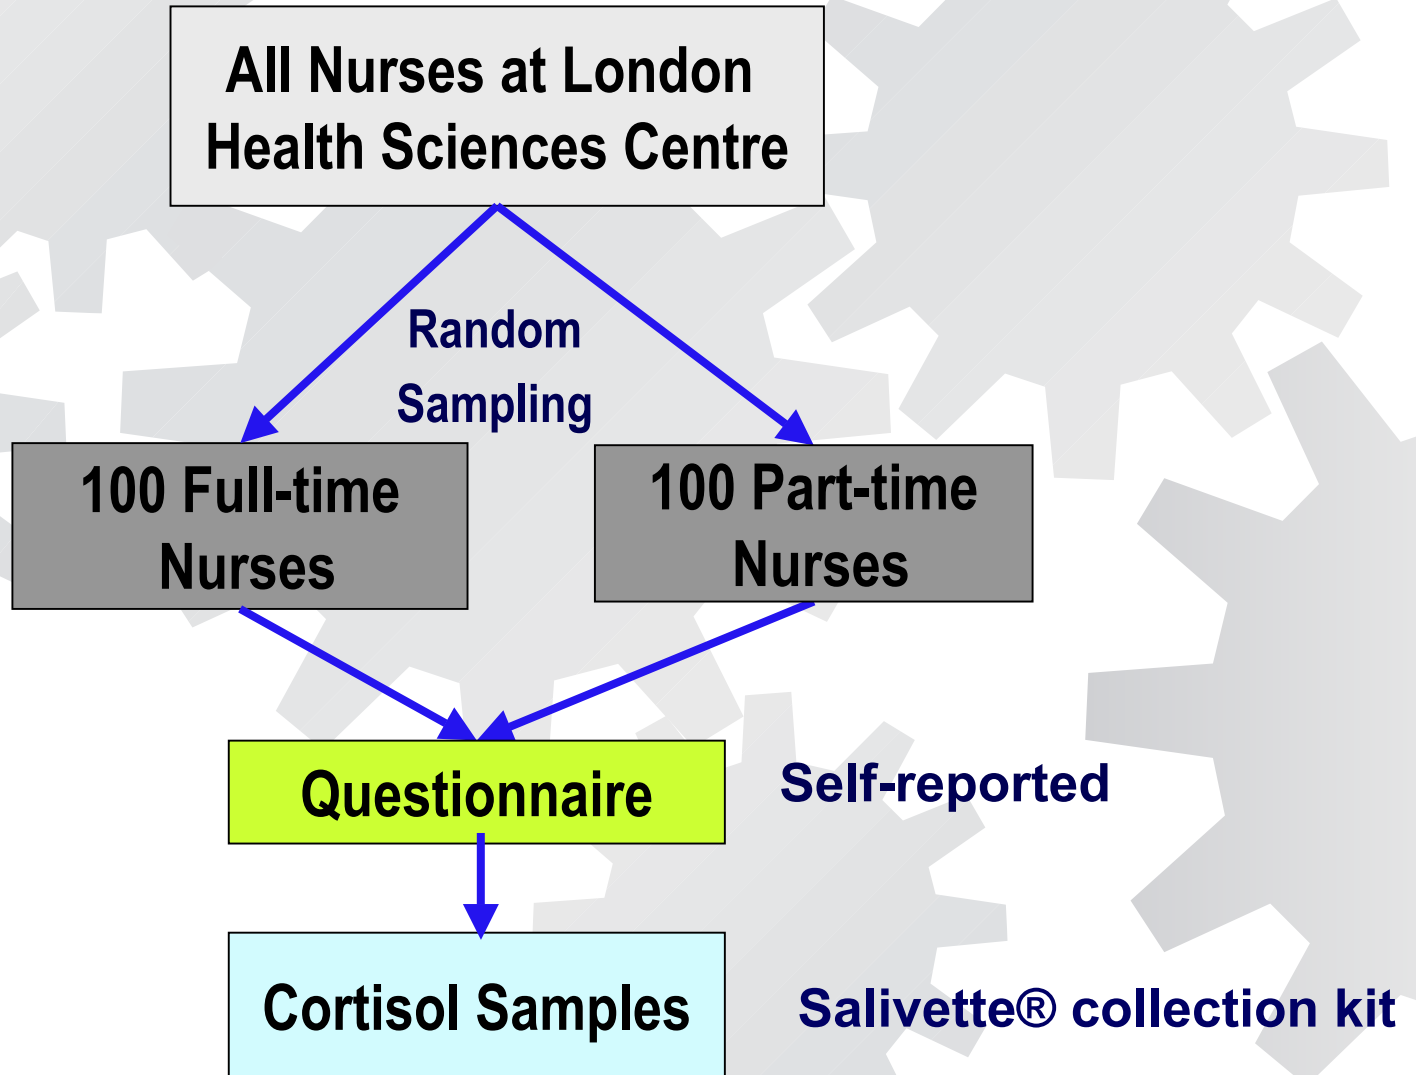 All Nurses at London
Health Sciences Centre
Random
Sampling
100 Full-time
Nurses
100 Part-time
Nurses
Questionnaire
Self-reported
Cortisol Samples
Salivette® collection kit